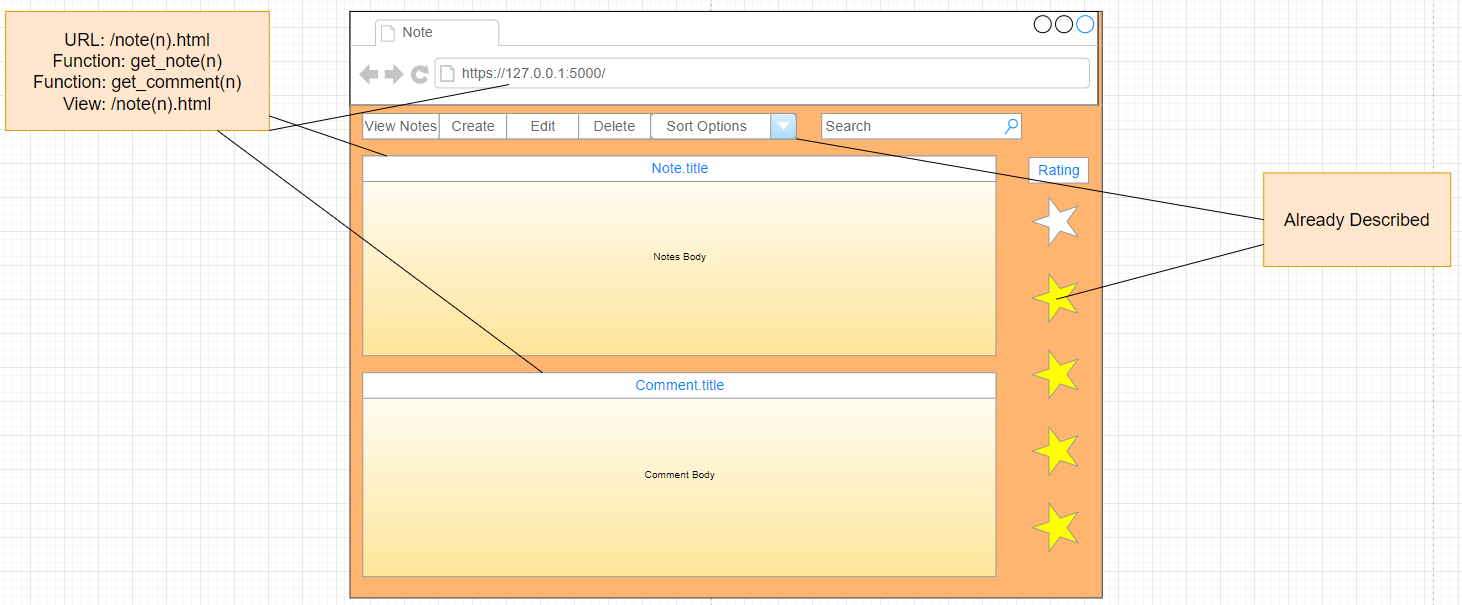 URL: /note(n).html
Function: get_note(n)
Function: get_comment(n)
View: /note(n).html
Note
https://127.0.0.1:5000/
View Notes Create Edit Delete Sort Options Search
Note.title
Rating
Notes Body
Already Described
Comment.title
Comment Body